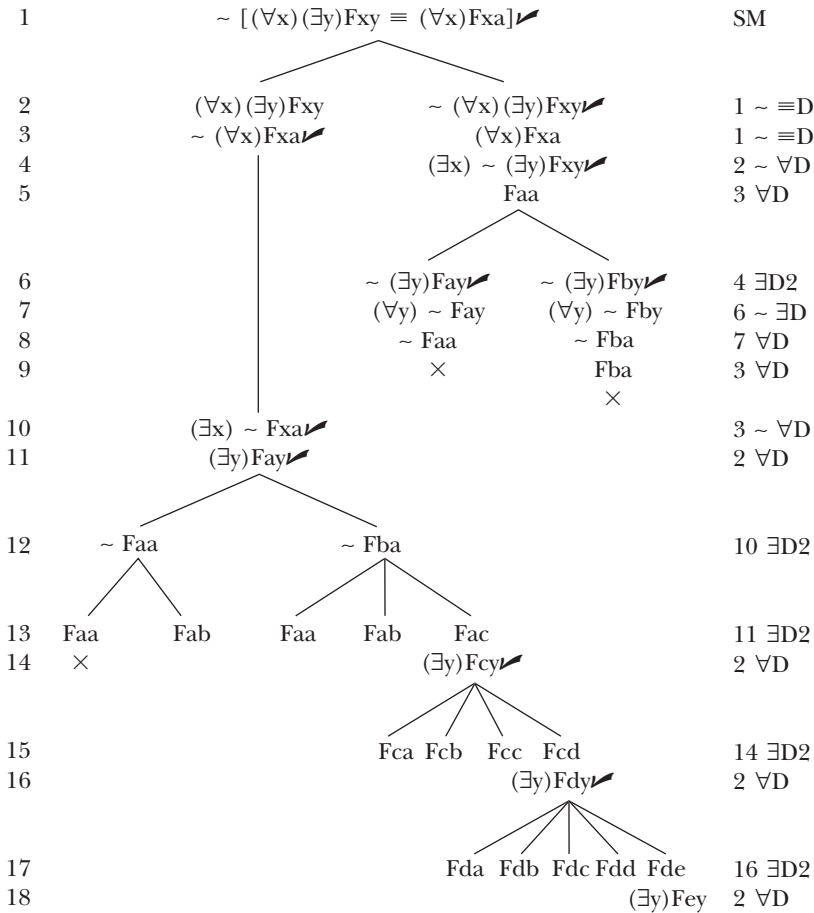 1 ~ [(∀x)(∃y)Fxy ≡ (∀x)Fxa]✔ SM
2 (∀x)(∃y)Fxy ~ (∀x)(∃y)Fxy✔ 1 ~ ≡D
3 ~ (∀x)Fxa✔ (∀x)Fxa 1 ~ ≡D
4 (∃x) ~ (∃y)Fxy✔ 2 ~ ∀D
5 Faa 3 ∀D
6 ~ (∃y)Fay✔ ~ (∃y)Fby✔ 4 ∃D2
7 (∀y) ~ Fay (∀y) ~ Fby 6 ~ ∃D
8 ~ Faa ~ Fba 7 ∀D
9 × Fba 3 ∀D
×
10 (∃x) ~ Fxa✔ 3 ~ ∀D
11 (∃y)Fay✔ 2 ∀D
12 ~ Faa ~ Fba 10 ∃D2
13 Faa Fab Faa Fab Fac 11 ∃D2
14 × (∃y)Fcy✔ 2 ∀D
15 Fca Fcb Fcc Fcd 14 ∃D2
16 (∃y)Fdy✔ 2 ∀D
17 Fda Fdb Fdc Fdd Fde 16 ∃D2
18 (∃y)Fey 2 ∀D